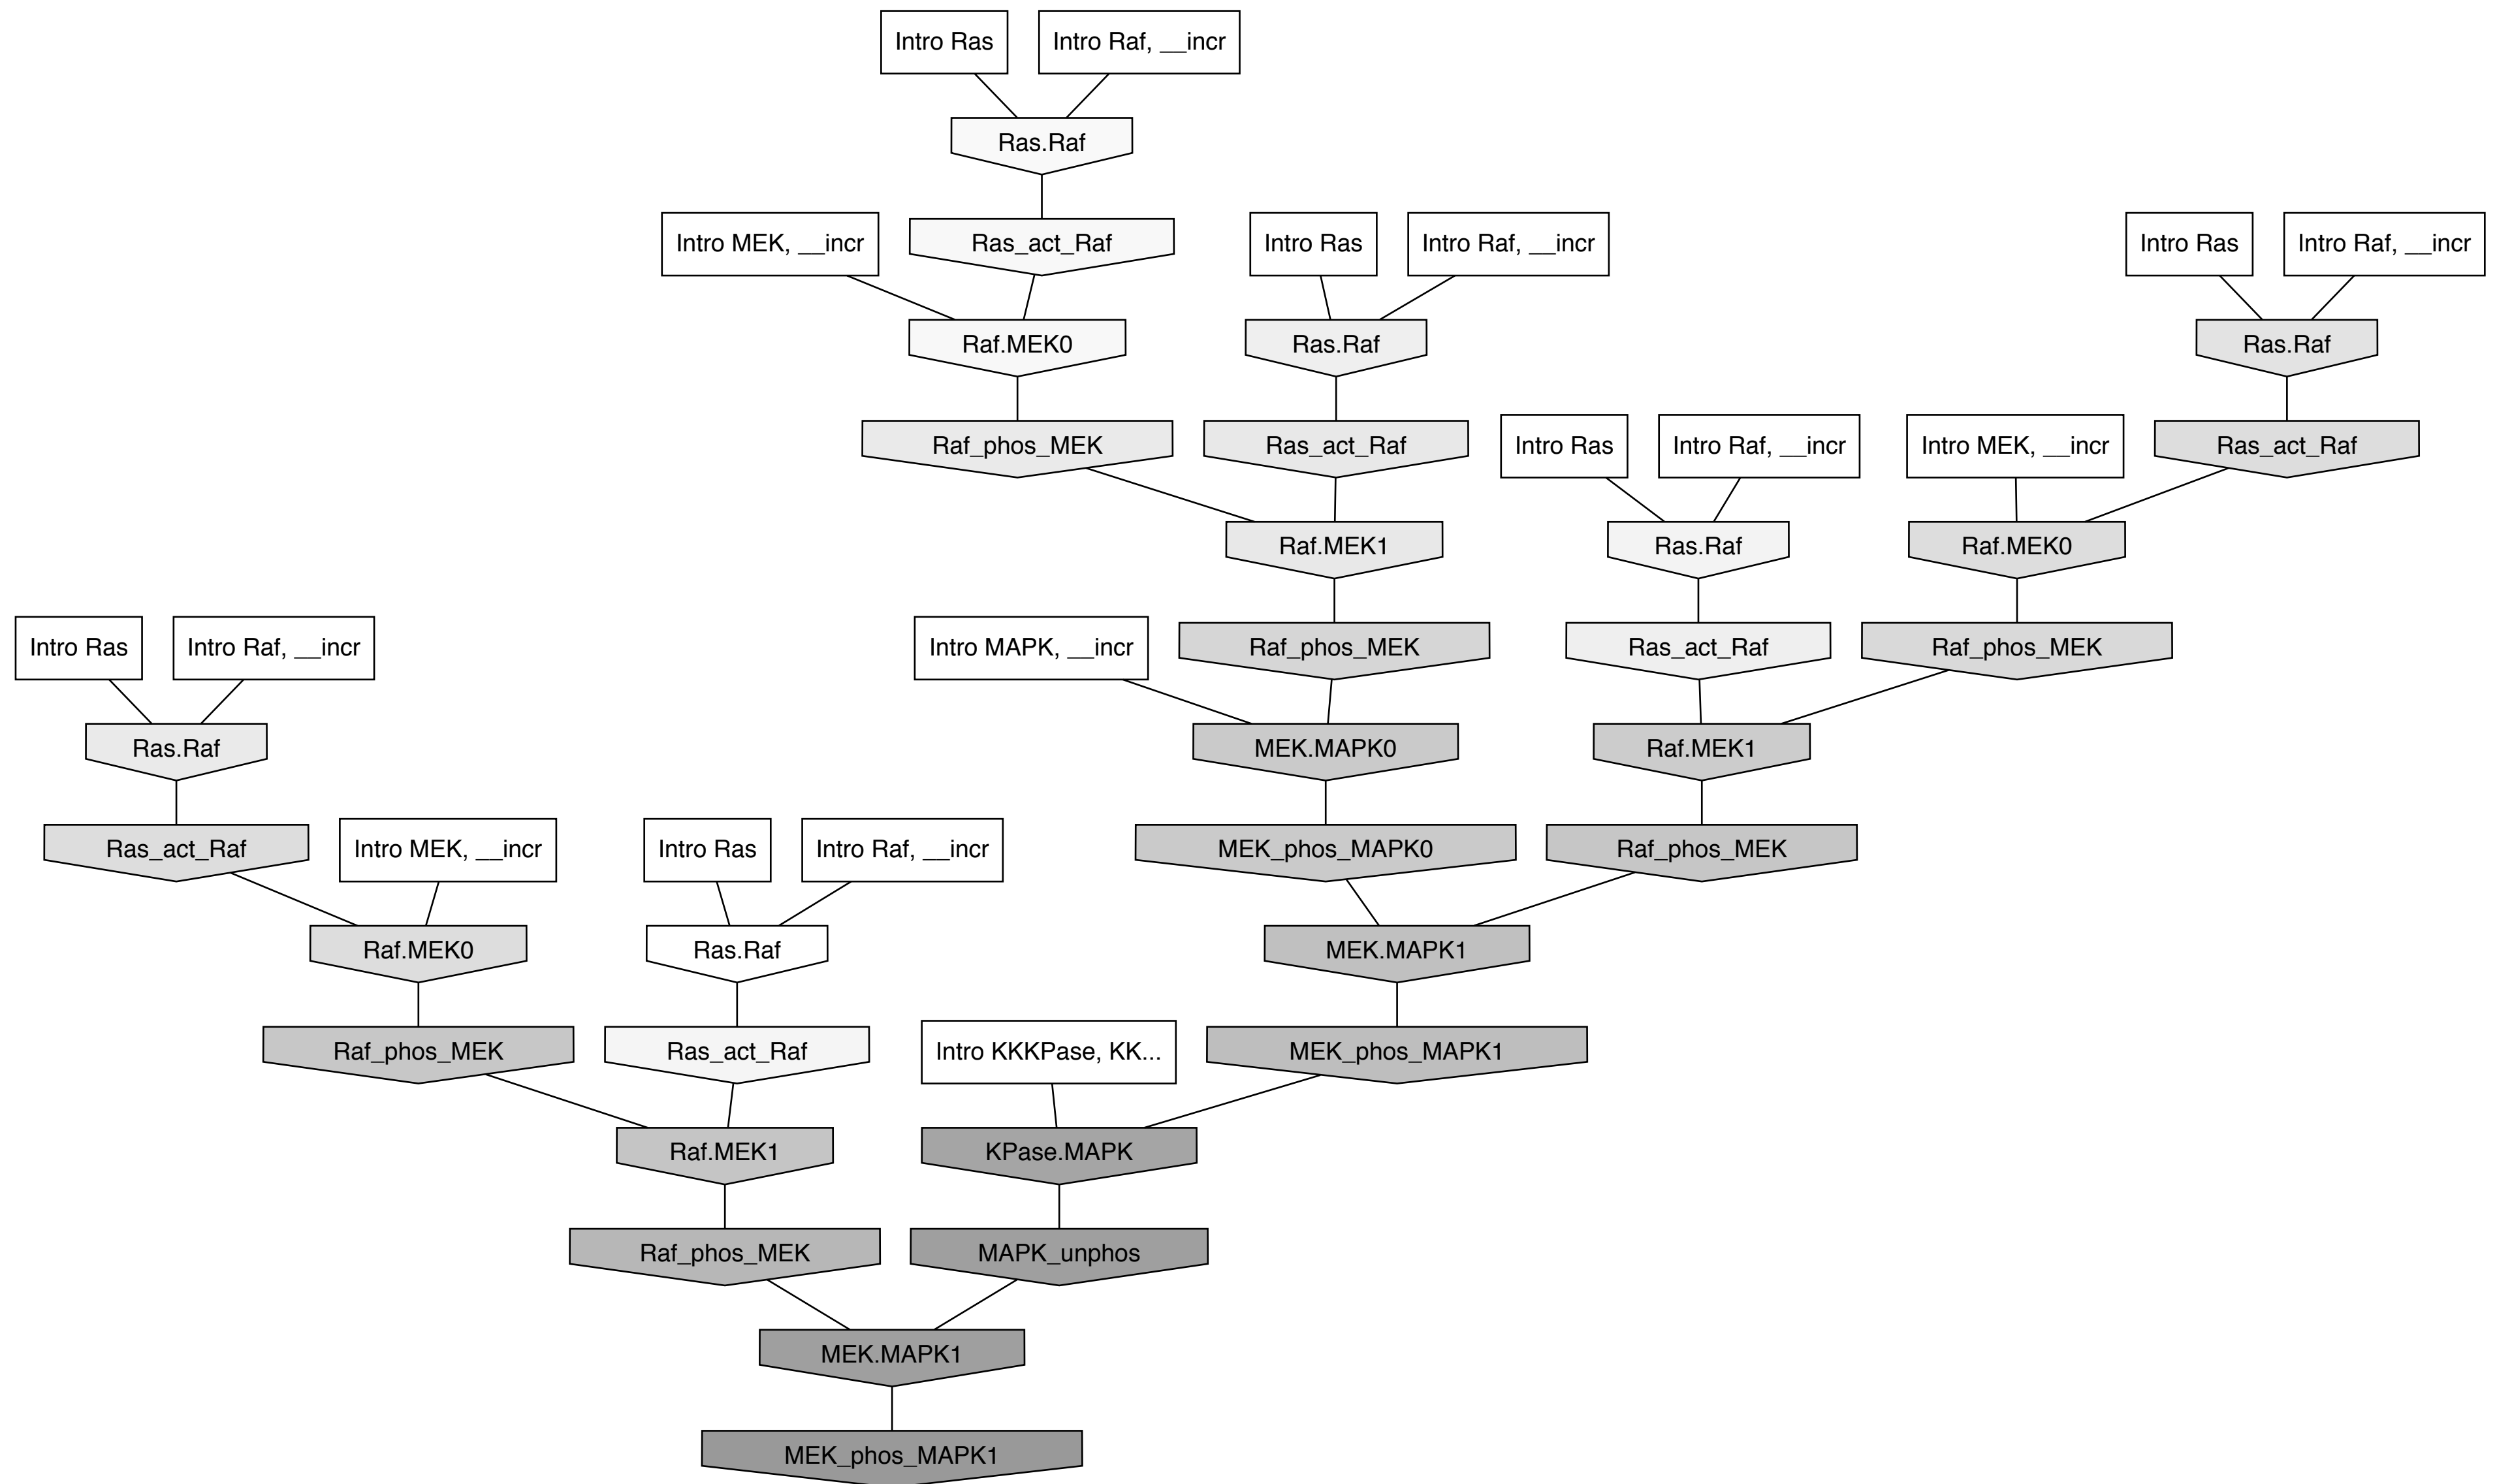 Intro Ras
Intro Raf, __incr
Ras.Raf
Intro MEK, __incr
Ras_act_Raf
Intro Ras
Intro Raf, __incr
Intro Ras
Intro Raf, __incr
Raf.MEK0
Ras.Raf
Ras.Raf
Raf_phos_MEK
Ras_act_Raf
Intro Ras
Intro Raf, __incr
Intro MEK, __incr
Ras_act_Raf
Raf.MEK1
Ras.Raf
Raf.MEK0
Intro Ras
Intro Raf, __incr
Intro MAPK, __incr
Raf_phos_MEK
Ras_act_Raf
Raf_phos_MEK
Ras.Raf
MEK.MAPK0
Raf.MEK1
Ras_act_Raf
Intro MEK, __incr
Intro Ras
Intro Raf, __incr
MEK_phos_MAPK0
Raf_phos_MEK
Raf.MEK0
Ras.Raf
MEK.MAPK1
Raf_phos_MEK
Ras_act_Raf
Intro KKKPase, KK...
MEK_phos_MAPK1
Raf.MEK1
KPase.MAPK
Raf_phos_MEK
MAPK_unphos
MEK.MAPK1
MEK_phos_MAPK1